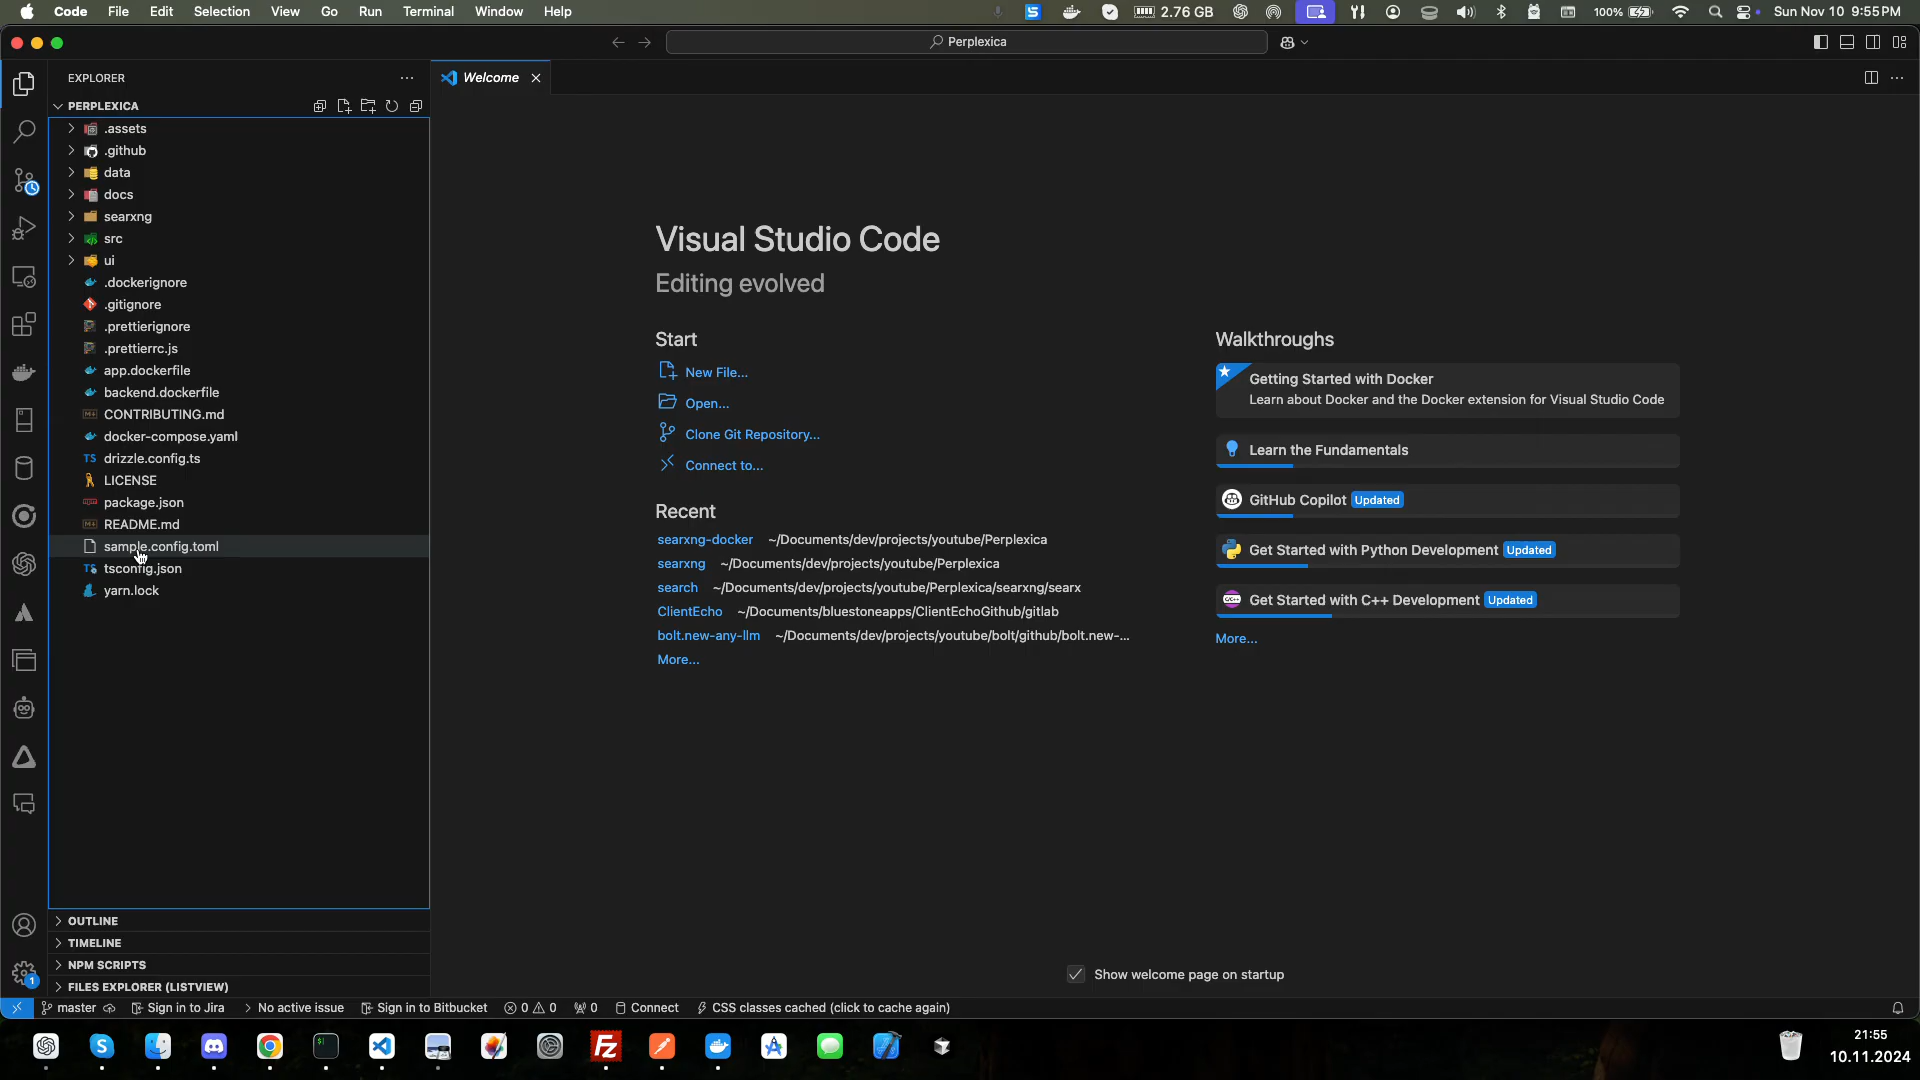 Code File Edit Selection View Go Run Terminal Window Help
2.76 GB
100%
Sun Nov 10 9:55 PM
Perplexica
EXPLORER
Welcome
PERPLEXICA
.assets
.github
data
docs
searxng
src
ui
.dockerignore
.gitignore
.prettierignore
.prettierrc.js
app.dockerfile
backend.dockerfile
CONTRIBUTING.md
docker-compose.yaml
TS drizzle.config.ts
LICENSE
package.json
README.md
sample.config.toml
TS tsconfig.json
yarn.lock
OUTLINE
TIMELINE
NPM SCRIPTS
FILES EXPLORER (LISTVIEW)
1
Visual Studio Code
Editing evolved
Start
New File...
Open...
Clone Git Repository...
Connect to...
Recent
searxng-docker ~/Documents/dev/projects/youtube/Perplexica
searxng ~/Documents/dev/projects/youtube/Perplexica
search ~/Documents/dev/projects/youtube/Perplexica/searxng/searx
ClientEcho ~/Documents/bluestoneapps/ClientEchoGithub/gitlab
bolt.new-any-llm ~/Documents/dev/projects/youtube/bolt/github/bolt.new-...
More...
Walkthroughs
Getting Started with Docker
Learn about Docker and the Docker extension for Visual Studio Code
Learn the Fundamentals
GitHub Copilot Updated
Get Started with Python Development Updated
Get Started with C++ Development Updated
More...
Show welcome page on startup
master Sign in to Jira No active issue Sign in to Bitbucket 0 0 0 Connect CSS classes cached (click to cache again)
Fz
21:55
10.11.2024